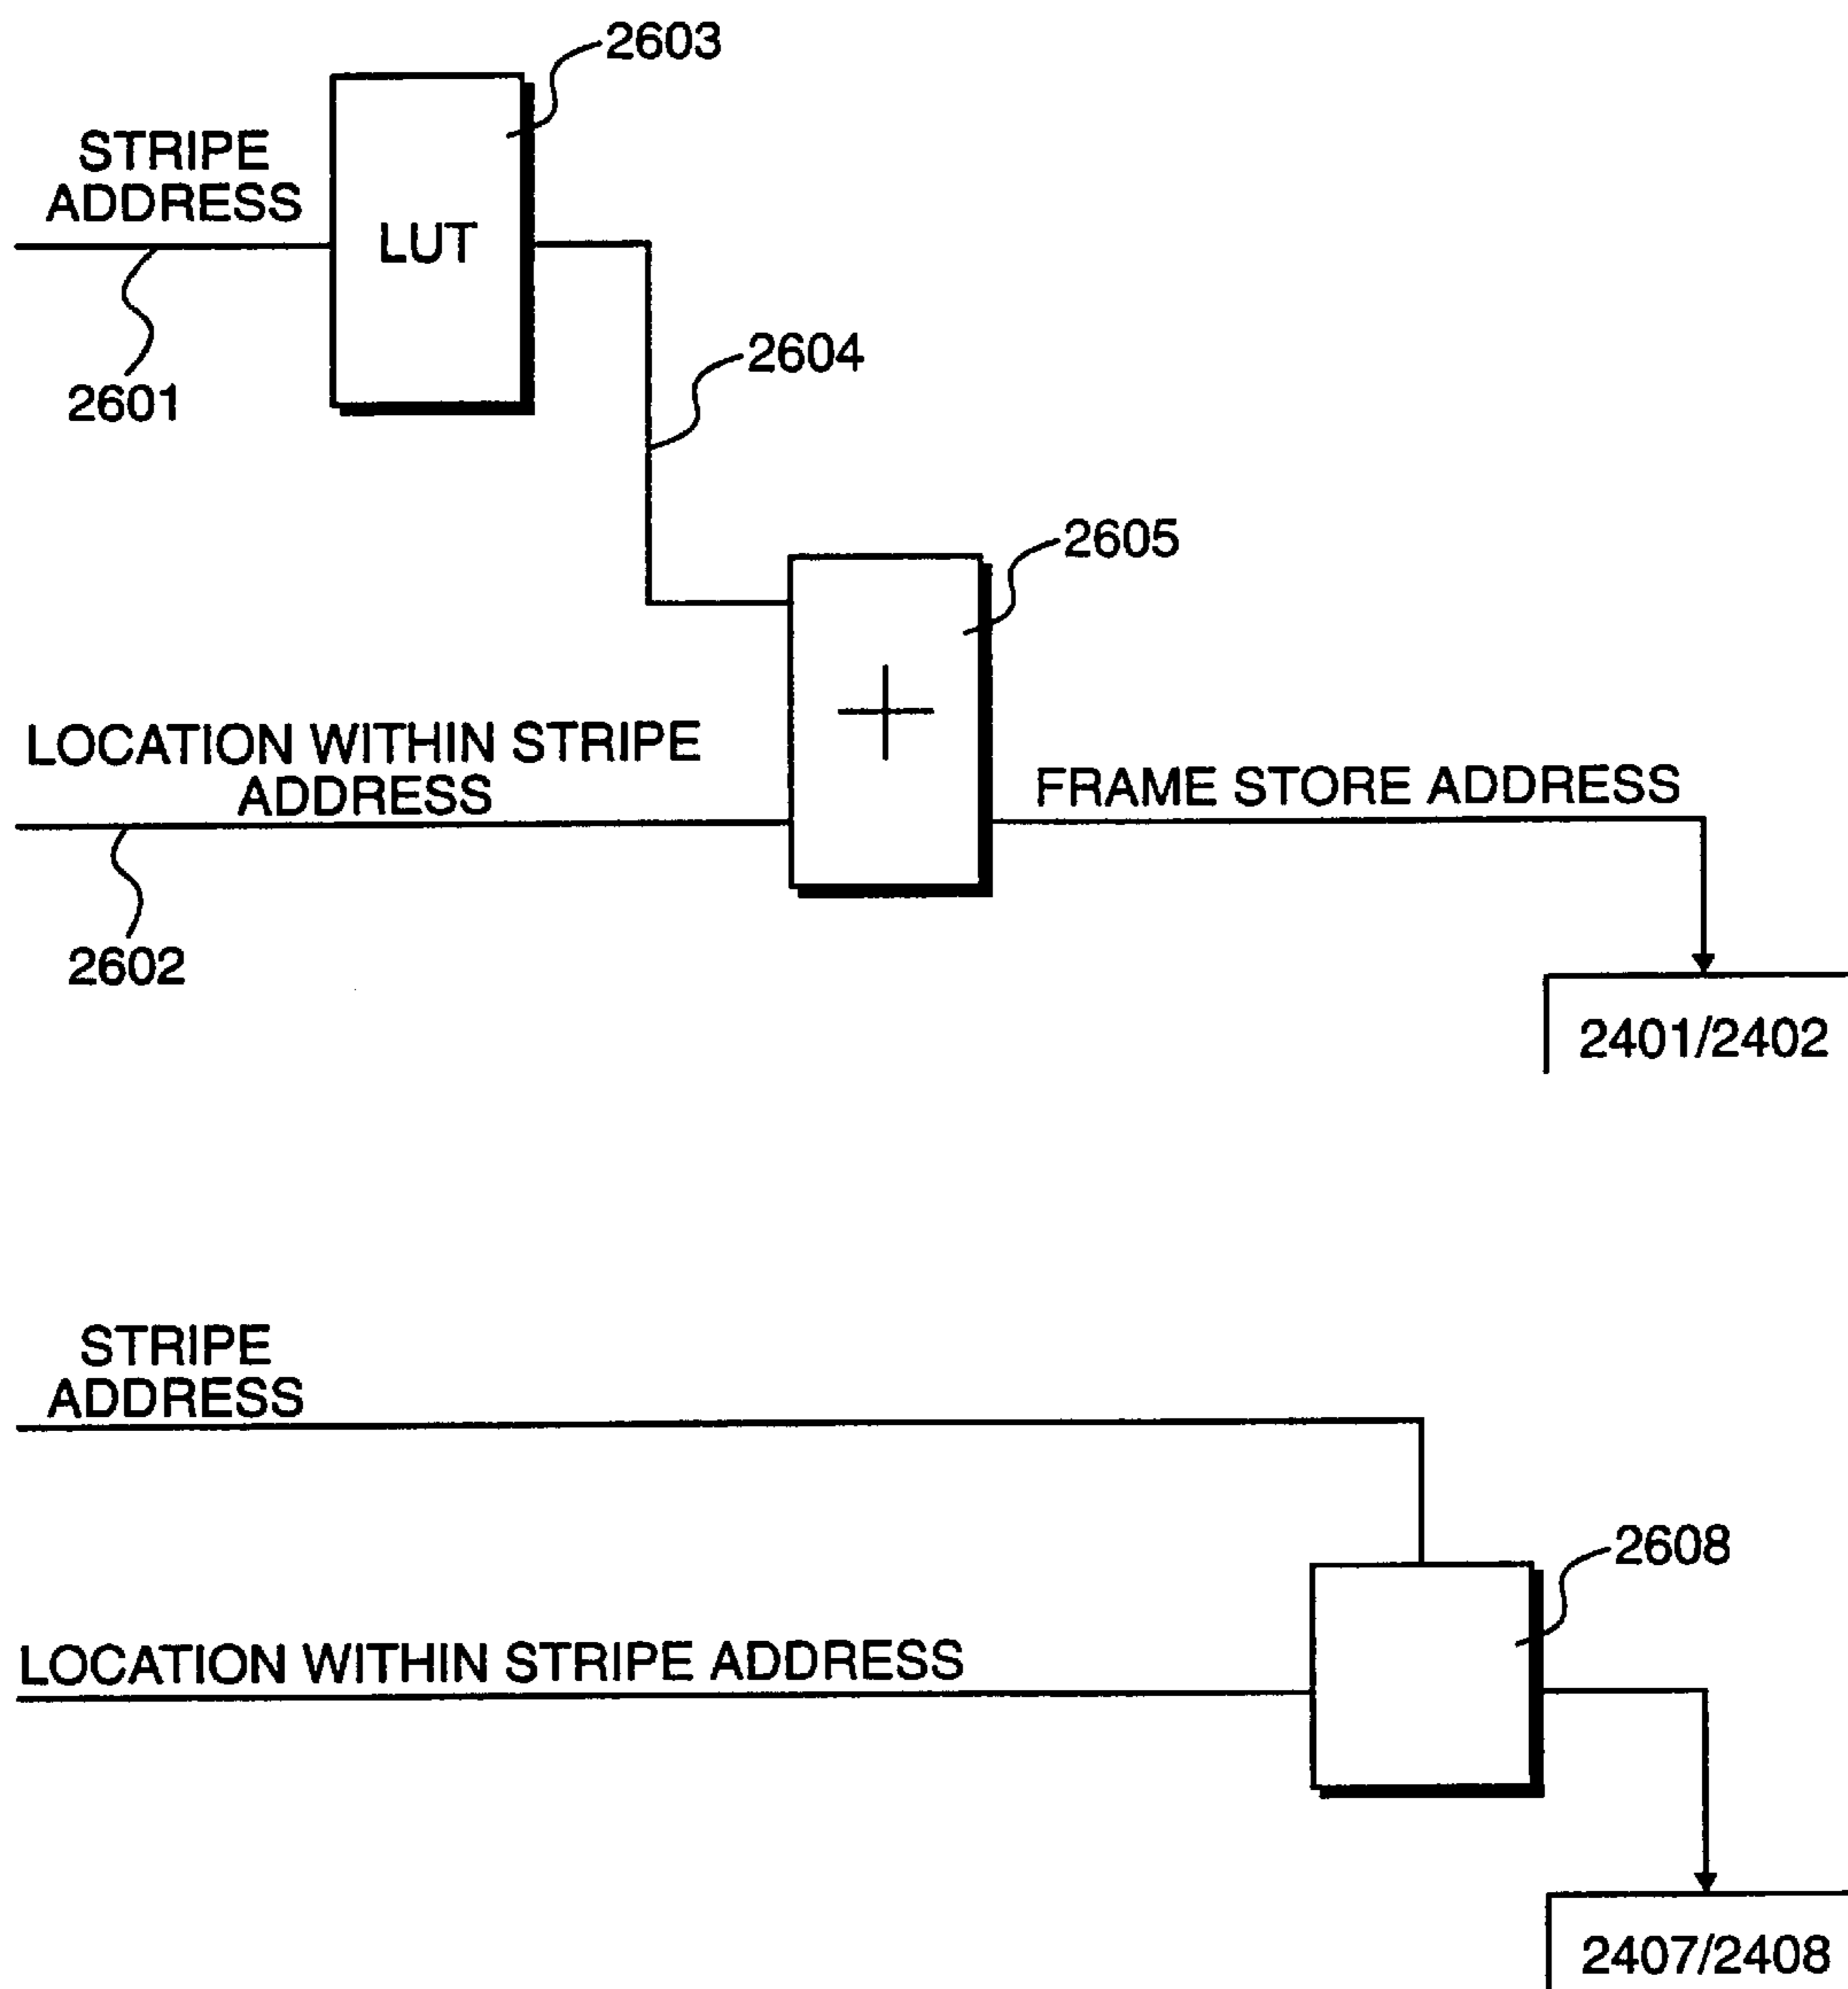 2603
STRIPE
ADDRESS
LUT
2601
2604
2605
+
LOCATION WITHIN STRIPE
ADDRESS
FRAME STORE ADDRESS
2602
2401/2402
STRIPE
ADDRESS
2608
LOCATION WITHIN STRIPE ADDRESS
2407/2408